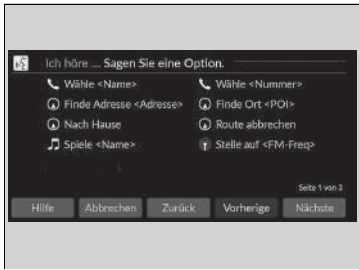 Ich höre ... Sagen Sie eine Option.
Wähle <Name>
Wähle <Nummer>
Finde Adresse <Adresse>
Finde Ort <POI>
Nach Hause
Route abbrechen
Spiele <Name>
Stelle auf <FM-Freq>
Seite 1 von 3
Hilfe
Abbrechen
Zurück
Vorherige
Nächste